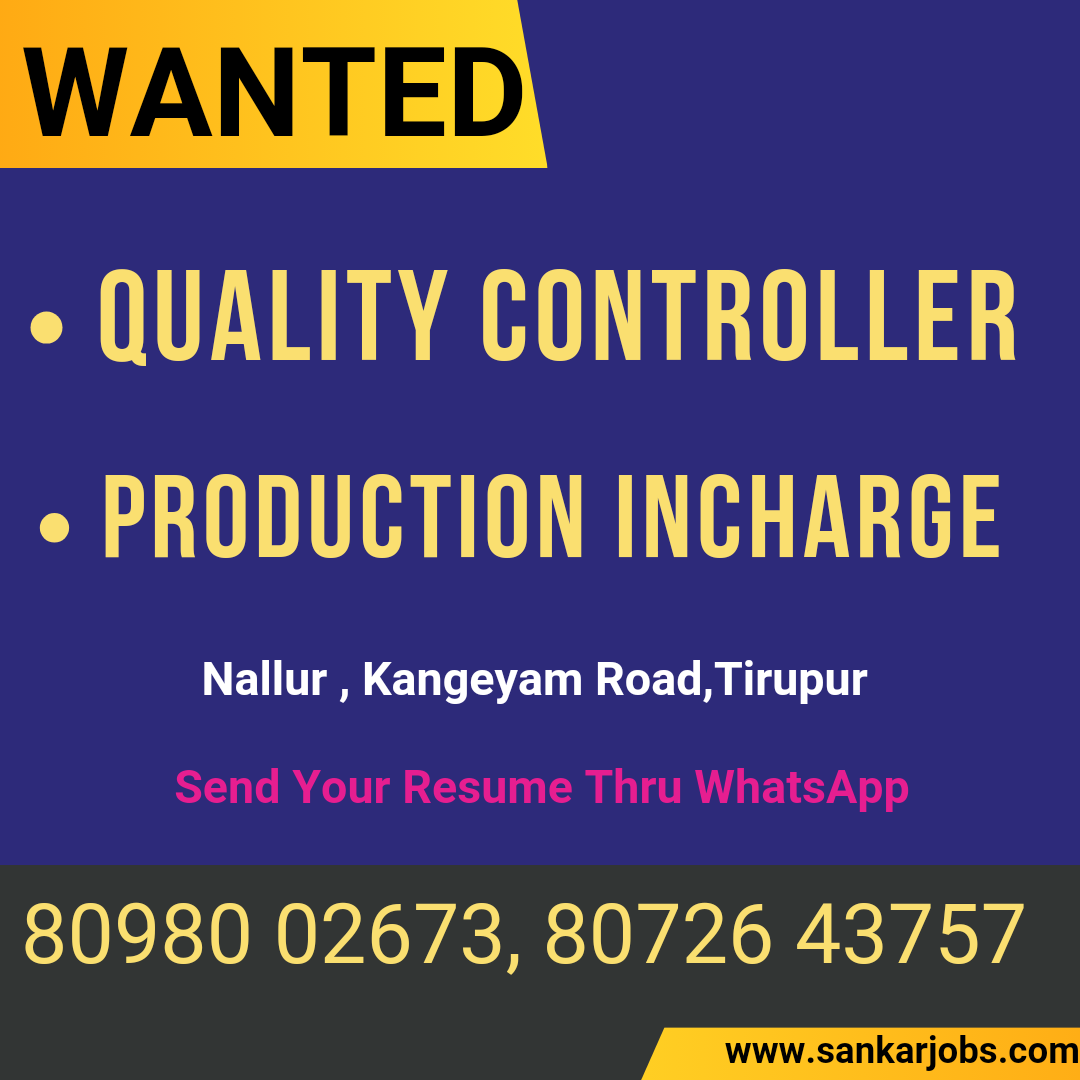 WANTED
• QUALITY CONTROLLER
• PRODUCTION INCHARGE
Nallur , Kangeyam Road,Tirupur
Send Your Resume Thru WhatsApp
80980 02673, 80726 43757
www.sankarjobs.com